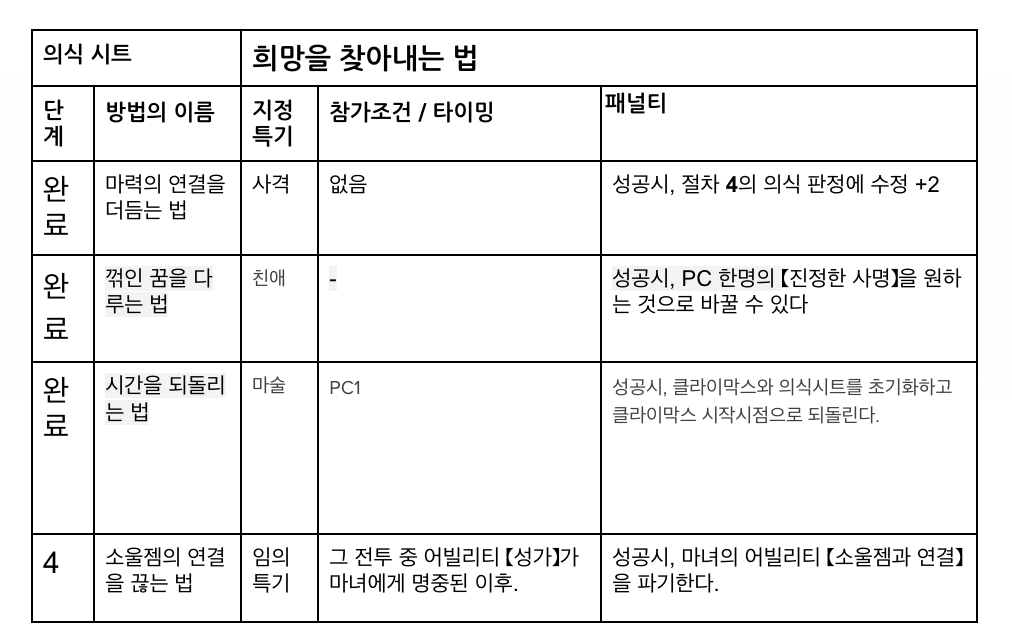 의식 시트
희망을 찾아내는 법
단
계
방법의 이름
지정
특기
참가조건 / 타이밍
패널티
완
료
마력의 연결을
더듬는 법
사격
없음
성공시, 절차 4의 의식 판정에 수정 +2
완
료
꺾인 꿈을 다
루는 법
친애
-
성공시, PC 한명의 【진정한 사명】을 원하
는 것으로 바꿀 수 있다
완
료
시간을 되돌리
는 법
마술
PC1
성공시, 클라이막스와 의식시트를 초기화하고
클라이막스 시작시점으로 되돌린다.
4
소울젬의 연결
을 끊는 법
임의
특기
그 전투 중 어빌리티 【성가】가
마녀에게 명중된 이후.
성공시, 마녀의 어빌리티 【소울젬과 연결】
을 파기한다.